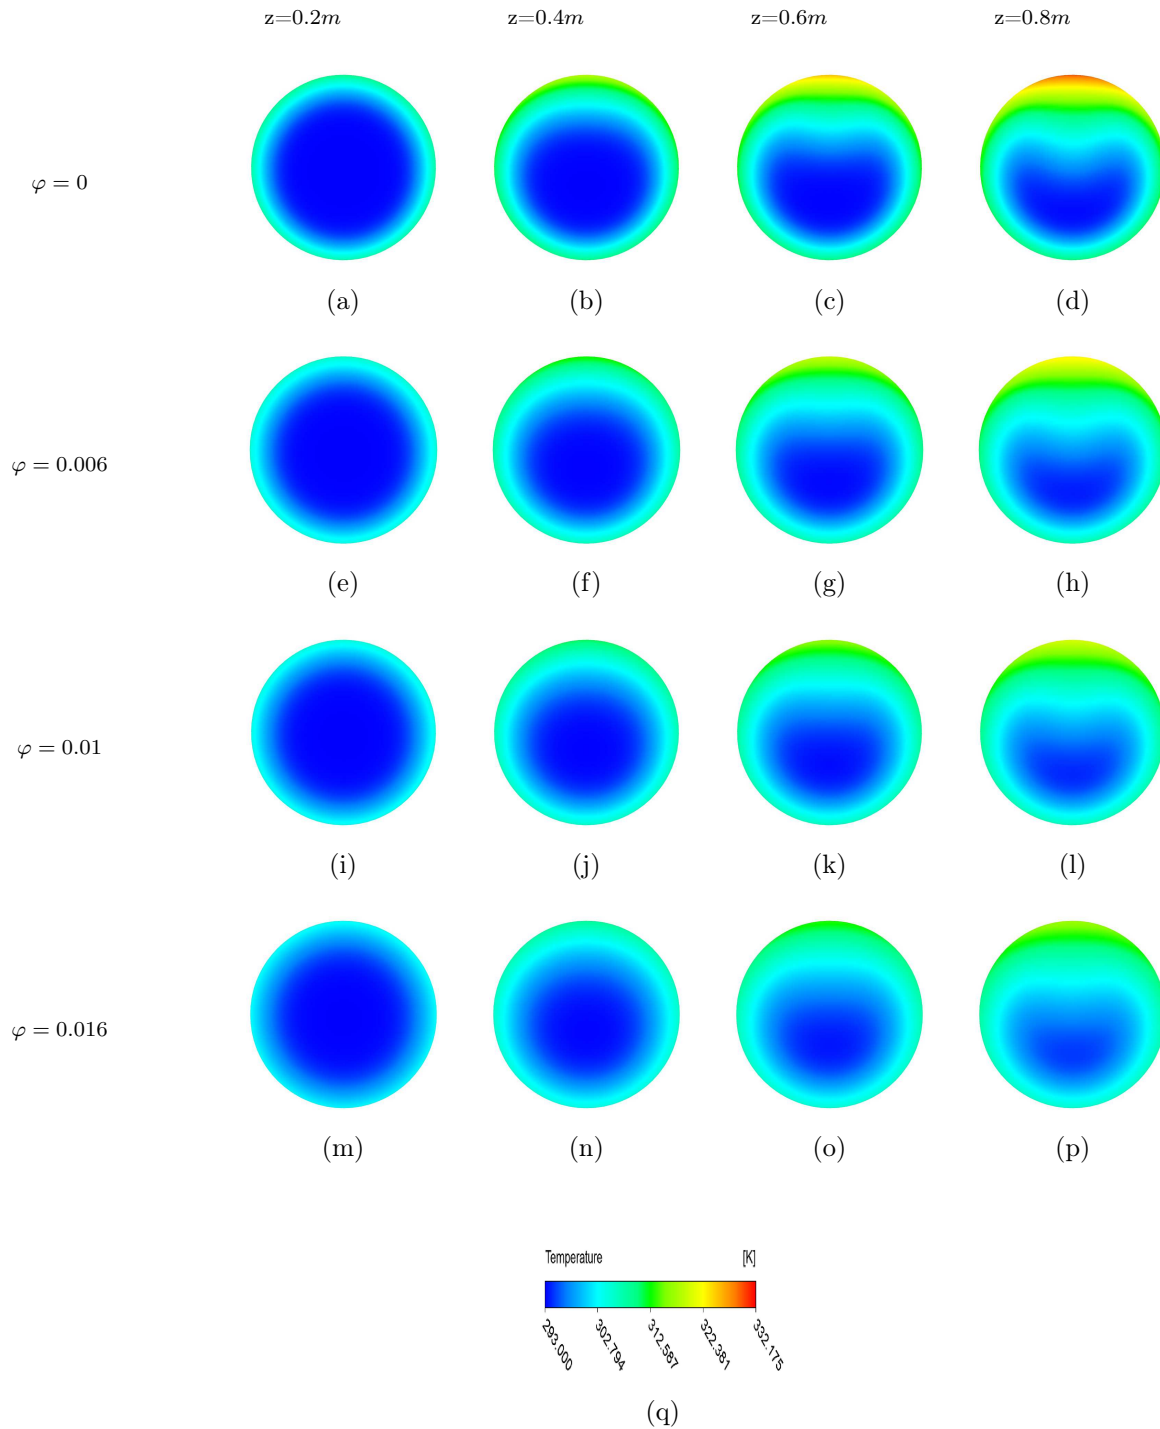 z=0.2m z=0.4m z=0.6m z=0.8m
φ = 0
(a) (b) (c) (d)
φ = 0.006
(e) (f) (g) (h)
φ = 0.01
(i) (j) (k) (l)
φ = 0.016
(m) (n) (o) (p)
Temperature [K]
293.000 302.794 312.587 322.381 332.175
(q)